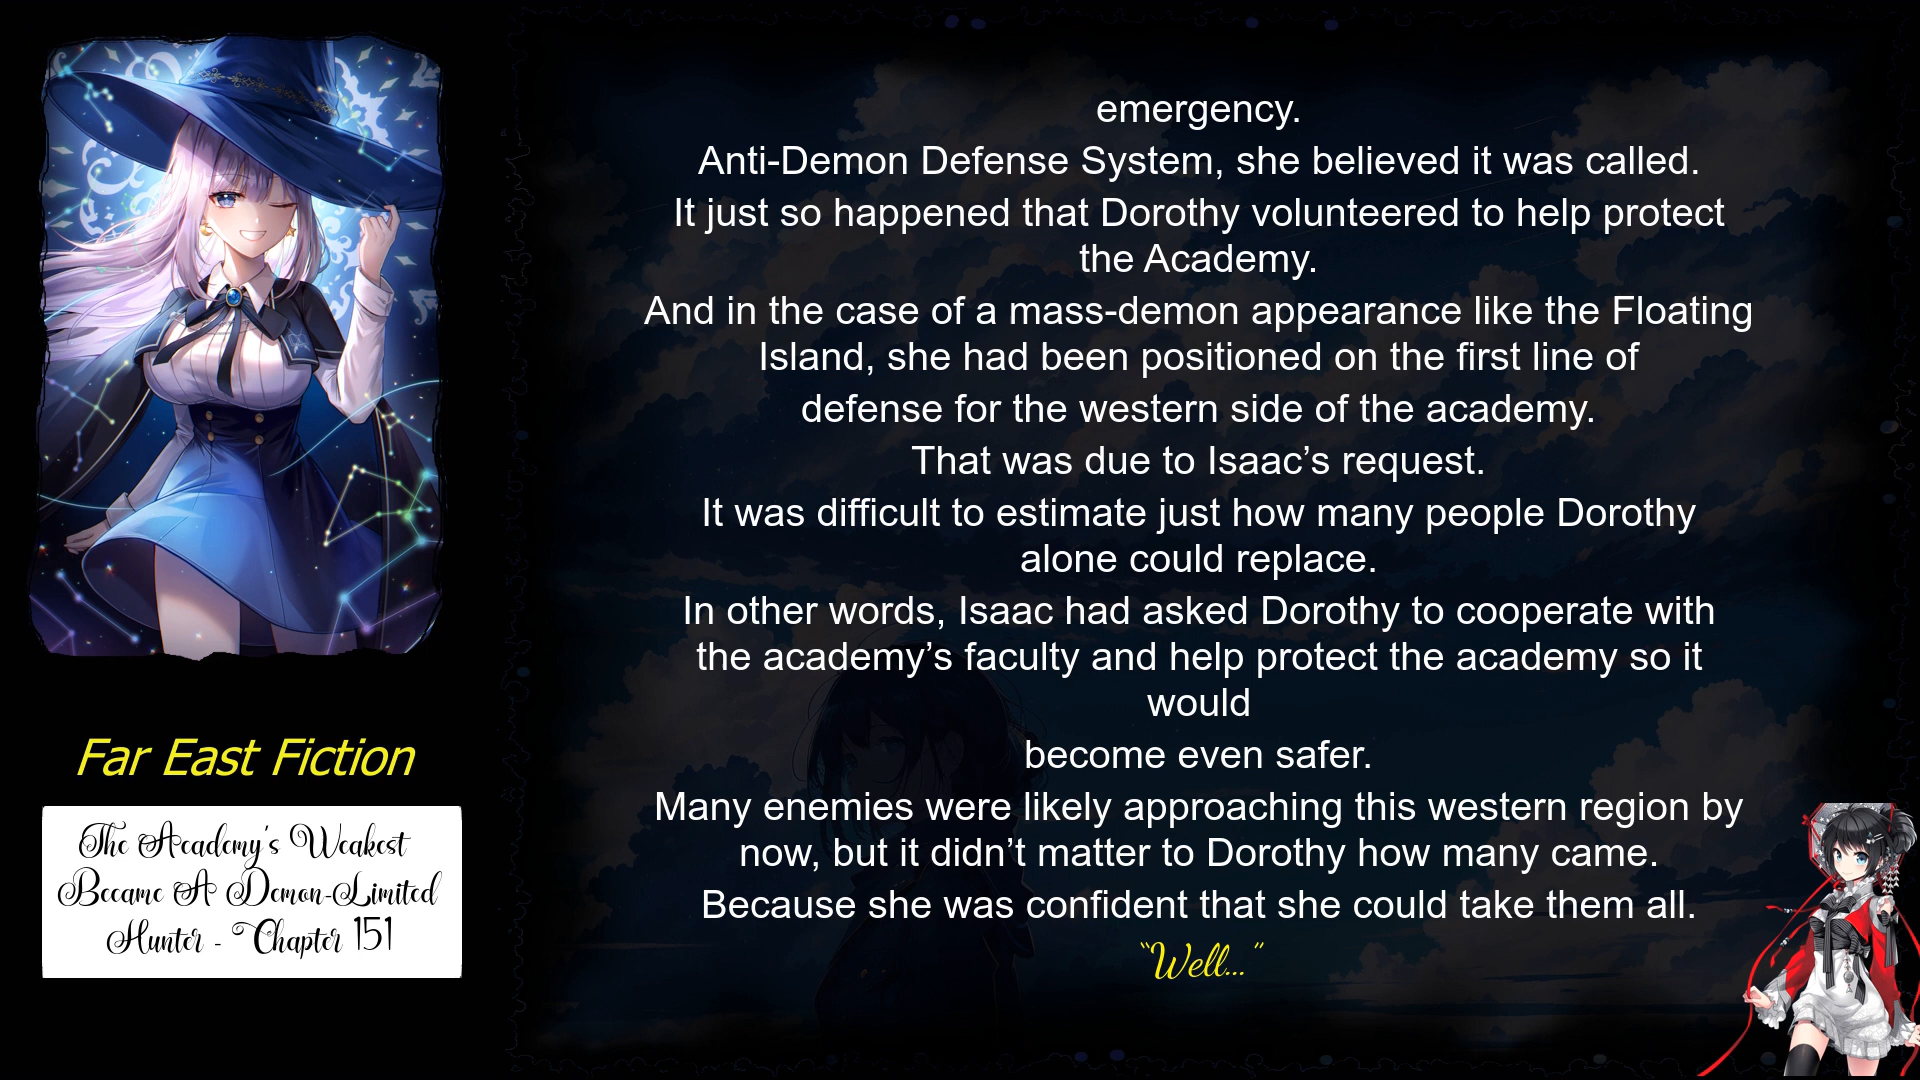 emergency.
Anti-Demon Defense System, she believed it was called.
It just so happened that Dorothy volunteered to help protect
the Academy.
And in the case of a mass-demon appearance like the Floating
Island, she had been positioned on the first line of
defense for the western side of the academy.
That was due to Isaac’s request.
It was difficult to estimate just how many people Dorothy
alone could replace.
In other words, Isaac had asked Dorothy to cooperate with
the academy’s faculty and help protect the academy so it
would
become even safer.
Many enemies were likely approaching this western region by
now, but it didn’t matter to Dorothy how many came.
Because she was confident that she could take them all.
“Well...”
Far East Fiction
The Academy's Weakest
Became A Demon-Limited
Hunter - Chapter 151